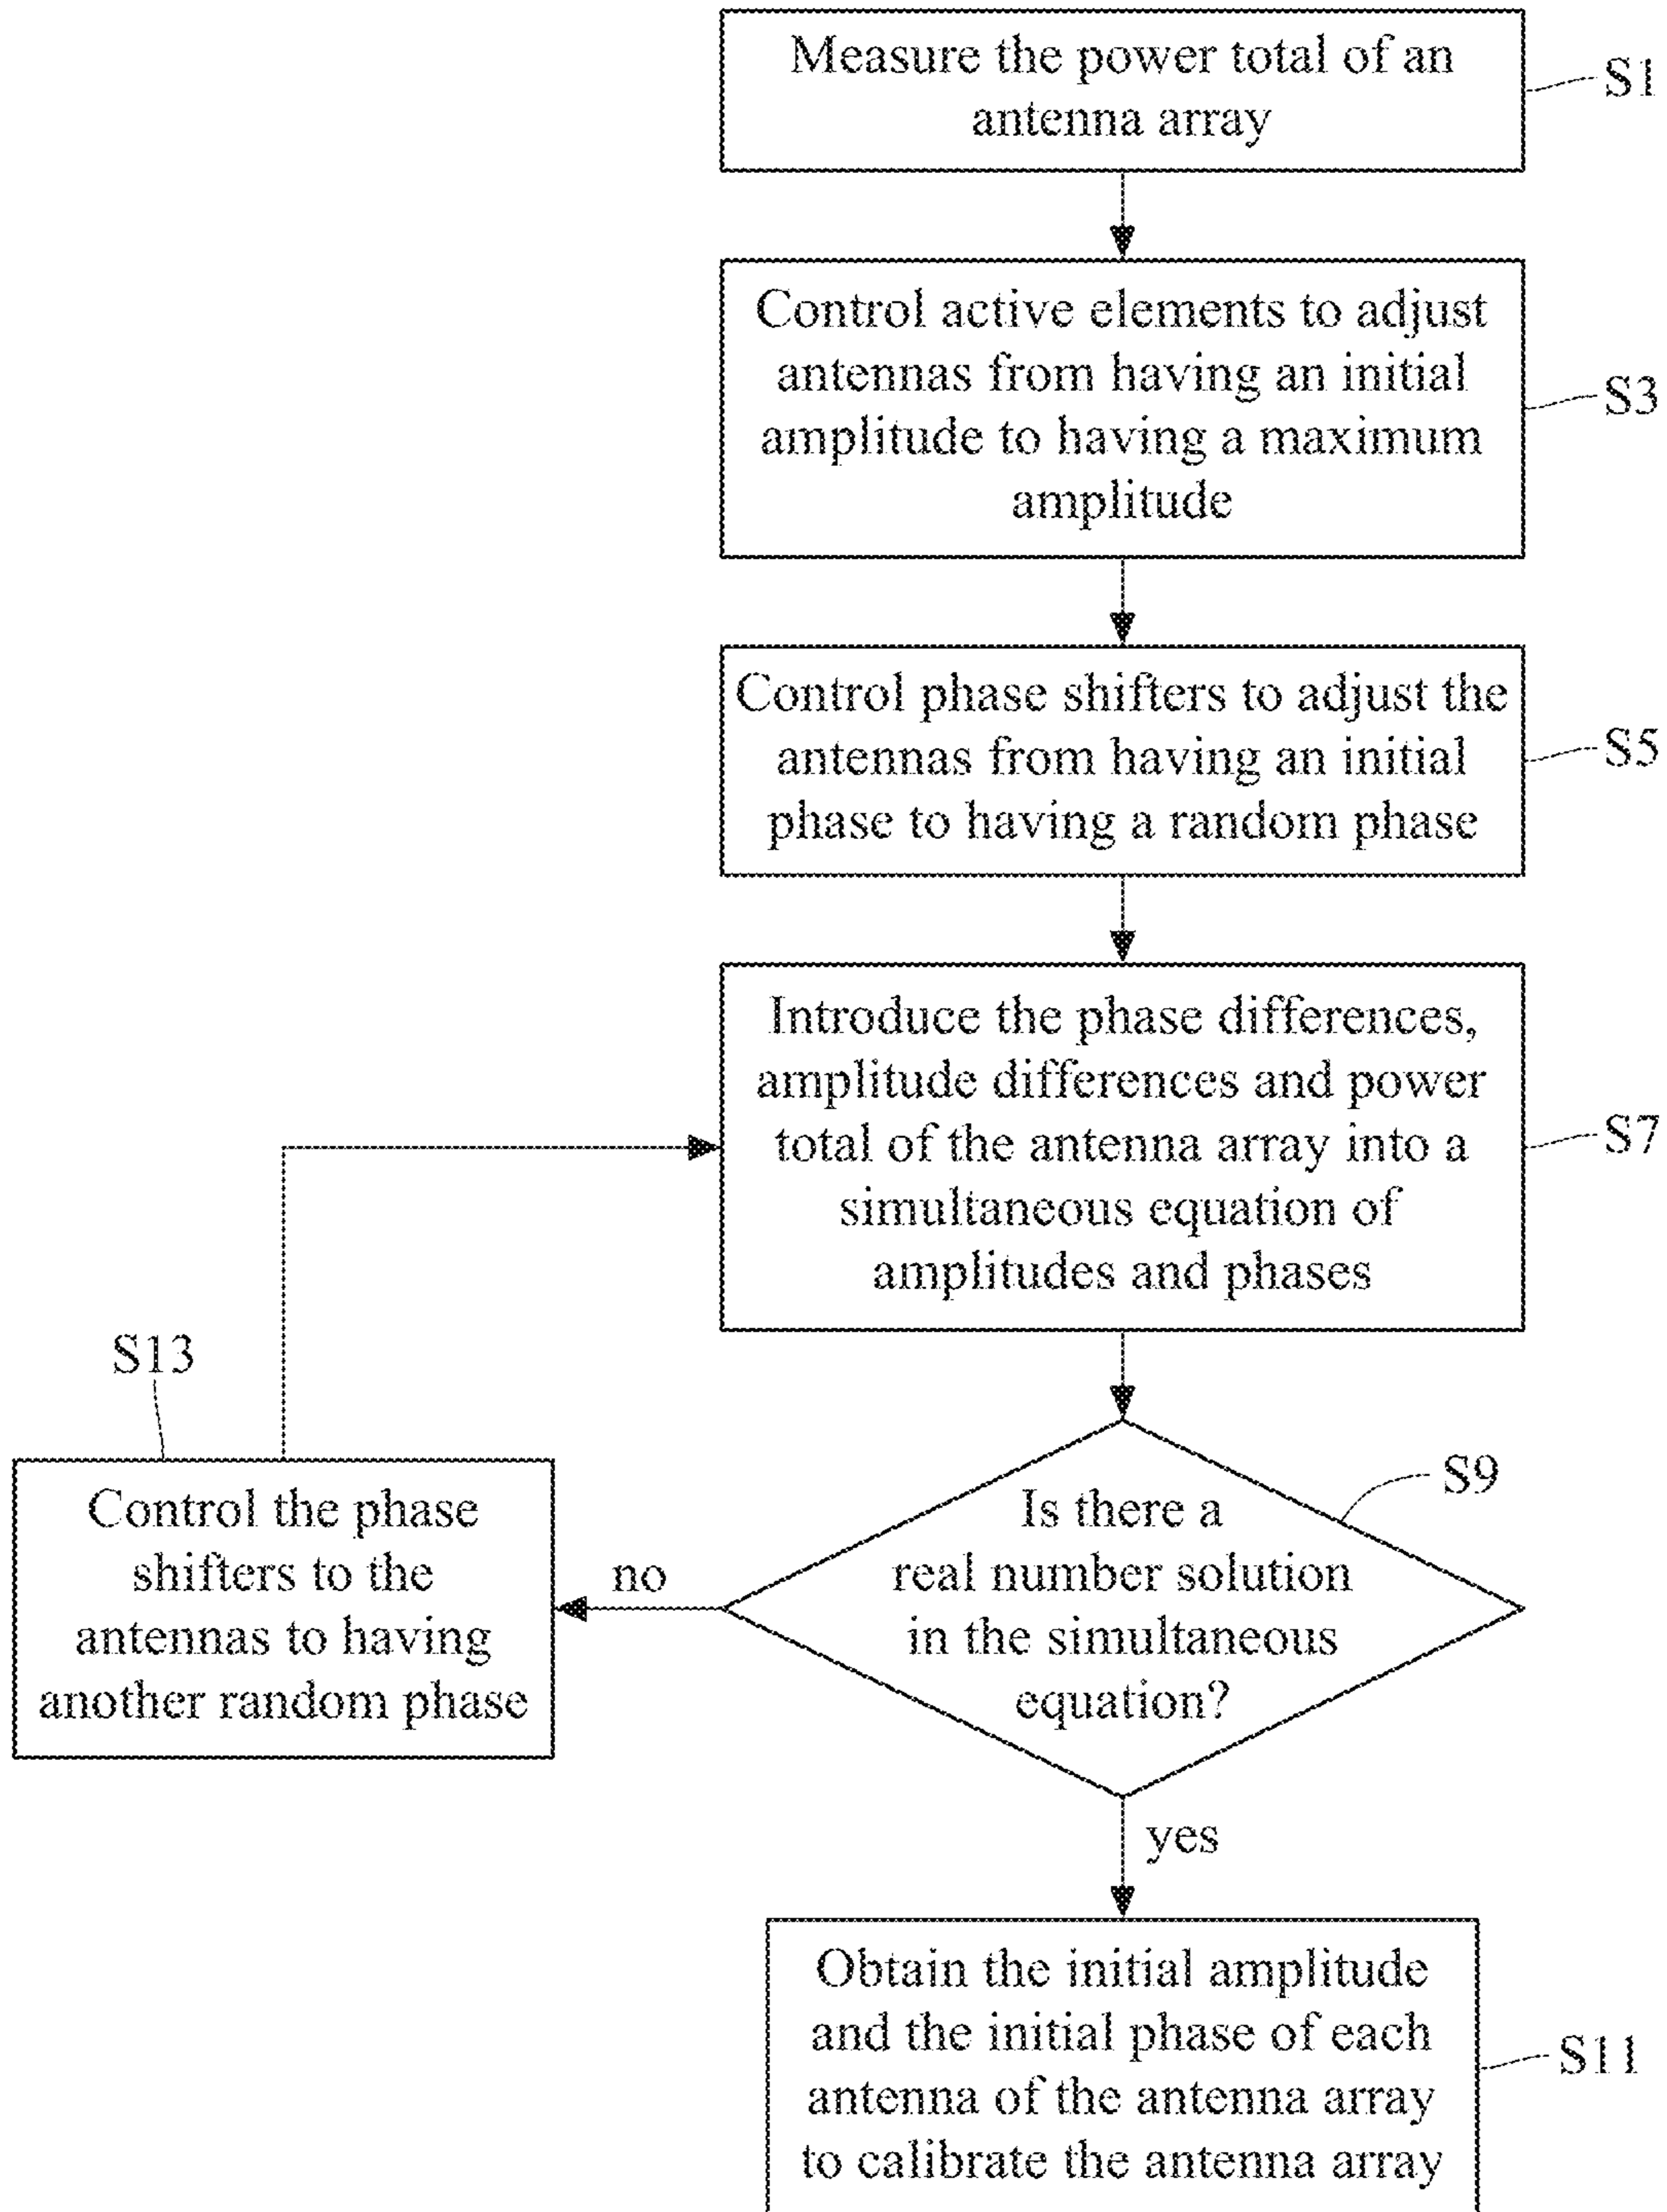 Measure the power total of an
antenna array
S1
Control active elements to adjust
antennas from having an initial
amplitude to having a maximum
amplitude
S3
Control phase shifters to adjust the
antennas from having an initial
phase to having a random phase
S5
Introduce the phase differences,
amplitude differences and power
total of the antenna array into a
simultaneous equation of
amplitudes and phases
S7
S13
Control the phase
shifters to the
antennas to having
another random phase
no
Is there a
real number solution
in the simultaneous
equation?
S9
yes
Obtain the initial amplitude
and the initial phase of each
antenna of the antenna array
to calibrate the antenna array
S11